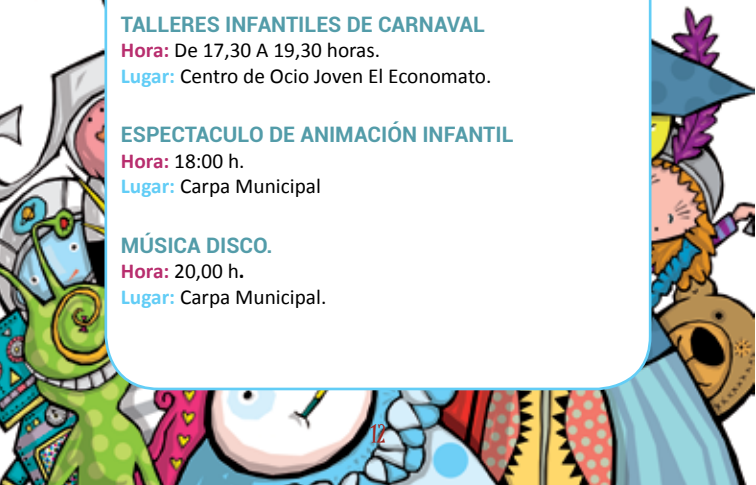 TALLERES INFANTILES DE CARNAVAL
Hora: De 17,30 A 19,30 horas.
Lugar: Centro de Ocio Joven El Economato.
ESPECTACULO DE ANIMACIÓN INFANTIL
Hora: 18:00 h.
Lugar: Carpa Municipal
MÚSICA DISCO.
Hora: 20,00 h.
Lugar: Carpa Municipal.
12